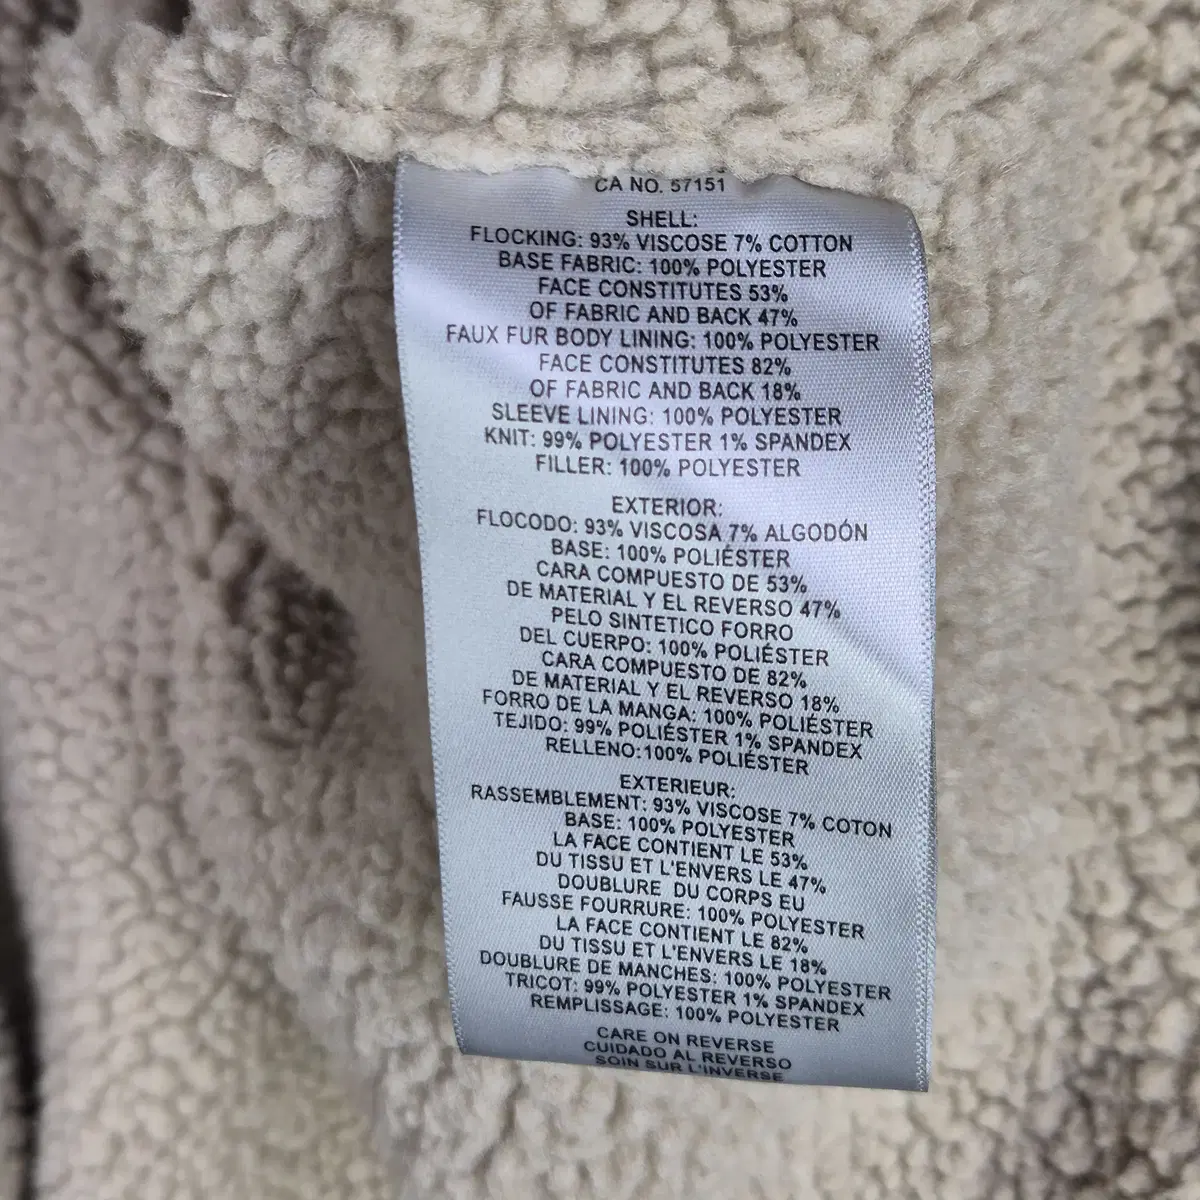 CA NO. 57151
SHELL:
FLOCKING: 93% VISCOSE 7% COTTON
BASE FABRIC: 100% POLYESTER
FACE CONSTITUTES 53%
OF FABRIC AND BACK 47%
FAUX FUR BODY LINING: 100% POLYESTER
FACE CONSTITUTES 82%
OF FABRIC AND BACK 18%
SLEEVE LINING: 100% POLYESTER
KNIT: 99% POLYESTER 1% SPANDEX
FILLER: 100% POLYESTER
EXTERIOR:
FLOCODO: 93% VISCOSA 7% ALGODÓN
BASE: 100% POLIÉSTER
CARA COMPUESTO DE 53%
DE MATERIAL Y EL REVERSO 47%
PELO SINTETICO FORRO
DEL CUERPO: 100% POLIÉSTER
CARA COMPUESTO DE 82%
DE MATERIAL Y EL REVERSO 18%
FORRO DE LA MANGA: 100% POLIÉSTER
TEJIDO: 99% POLIÉSTER 1% SPANDEX
RELLENO:100% POLIÉSTER
EXTERIEUR:
RASSEMBLEMENT: 93% VISCOSE 7% COTON
BASE: 100% POLYESTER
LA FACE CONTIENT LE 53%
DU TISSU ET L'ENVERS LE 47%
DOUBLURE DU CORPS EU
FAUSSE FOURRURE: 100% POLYESTER
LA FACE CONTIENT LE 82%
DU TISSU ET L'ENVERS LE 18%
DOUBLURE DE MANCHES: 100% POLYESTER
TRICOT: 99% POLYESTER 1% SPANDEX
REMPLISSAGE: 100% POLYESTER
CARE ON REVERSE
CUIDADO AL REVERSO
SOIN SUR L'INVERSE